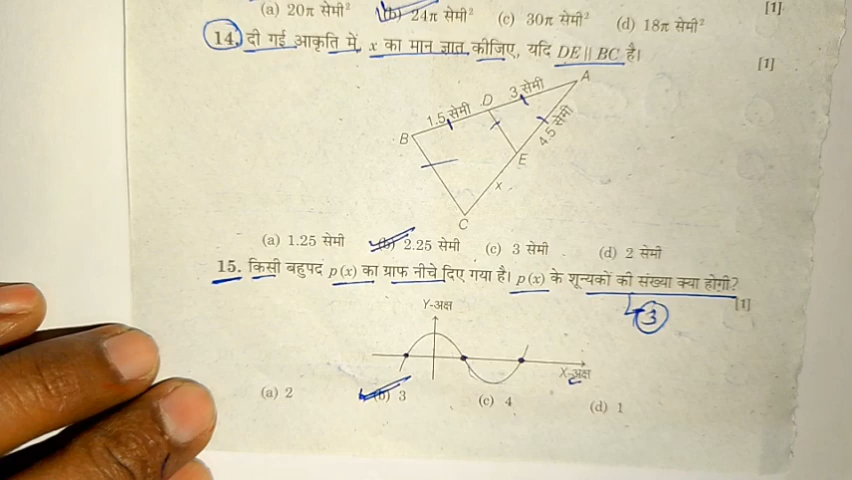 (a) 20π सेमी² (b) 24π सेमी² (c) 30π सेमी² (d) 18π सेमी² [1]
14. दी गई आकृति में, x का मान ज्ञात कीजिए, यदि DE || BC है। [1]
A
3 सेमी
D
1.5 सेमी
B
4.5 सेमी
E
x
C
(a) 1.25 सेमी (b) 2.25 सेमी (c) 3 सेमी (d) 2 सेमी
15. किसी बहुपद p(x) का ग्राफ नीचे दिए गया है। p(x) के शून्यकों की संख्या क्या होगी? [1]
3
Y-अक्ष
X-अक्ष
(a) 2 (b) 3 (c) 4 (d) 1